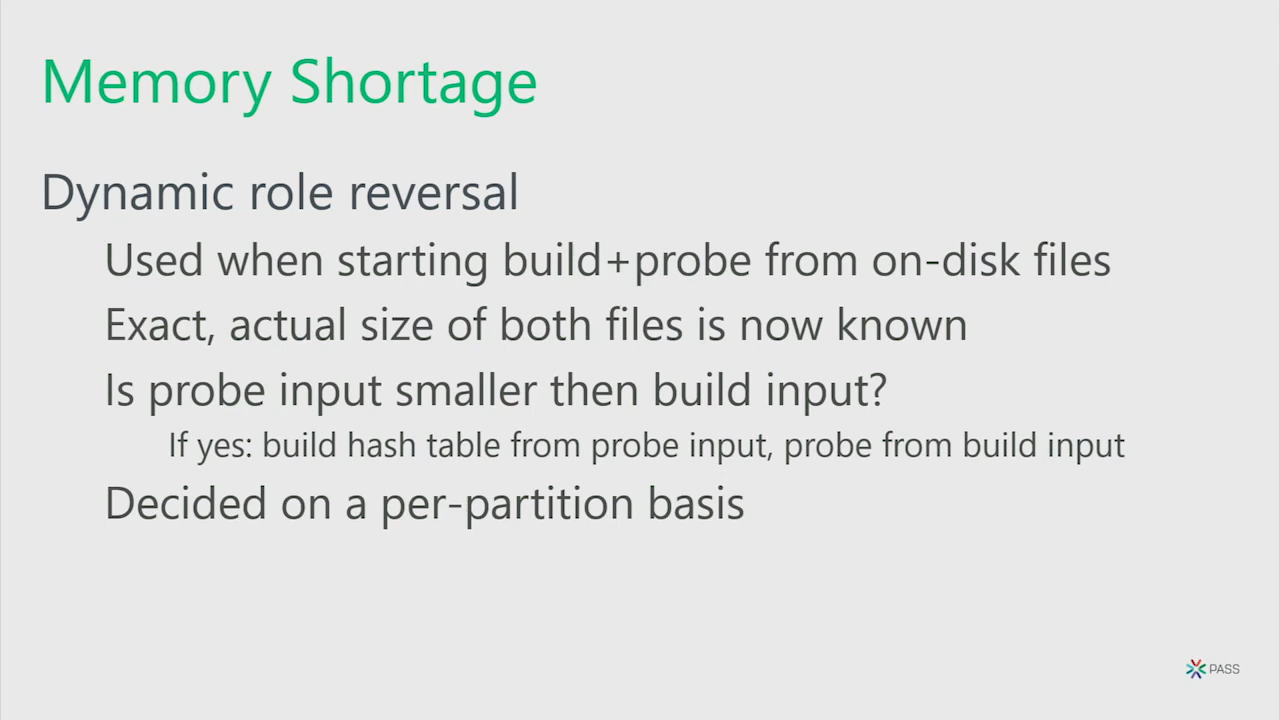 Memory Shortage
Dynamic role reversal
Used when starting build+probe from on-disk files
Exact, actual size of both files is now known
Is probe input smaller then build input?
If yes: build hash table from probe input, probe from build input
Decided on a per-partition basis
PASS